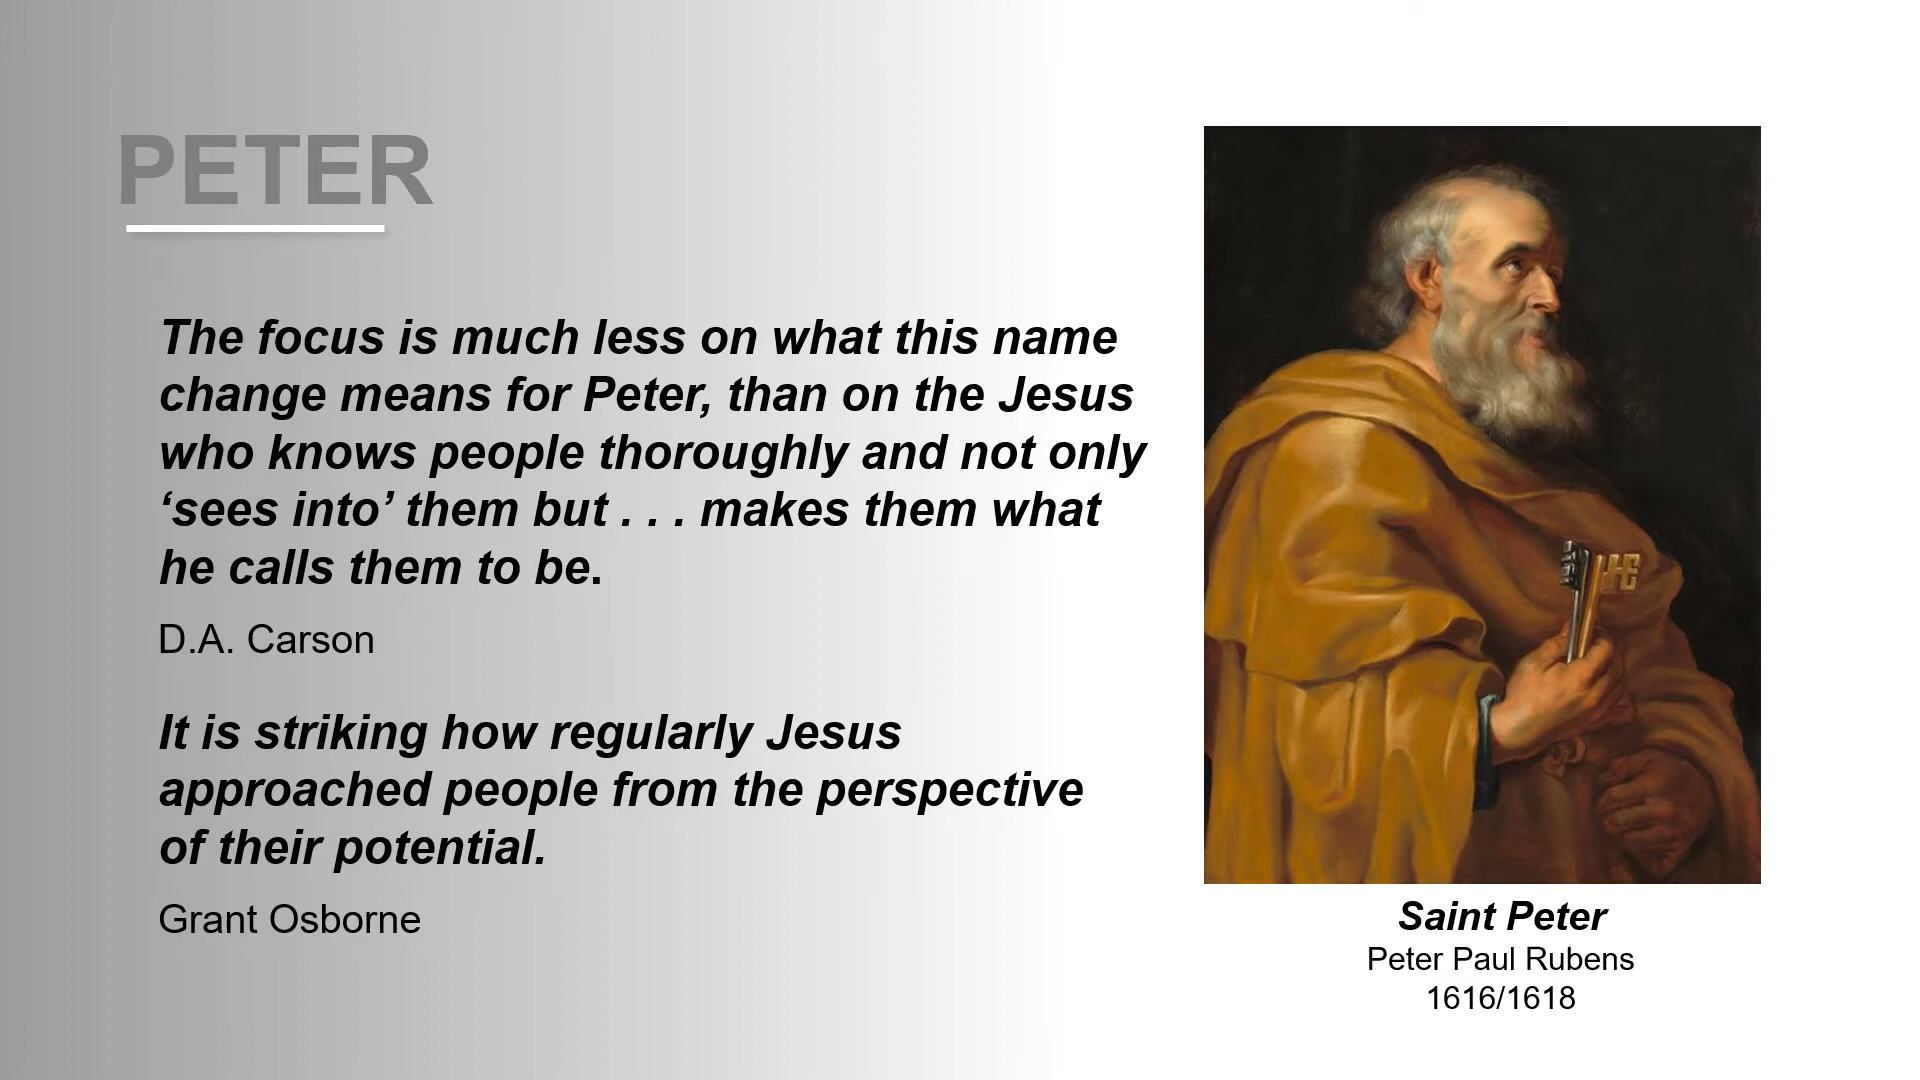 PETER
The focus is much less on what this name
change means for Peter, than on the Jesus
who knows people thoroughly and not only
‘sees into’ them but . . . makes them what
he calls them to be.
D.A. Carson
It is striking how regularly Jesus
approached people from the perspective
of their potential.
Grant Osborne
Saint Peter
Peter Paul Rubens
1616/1618